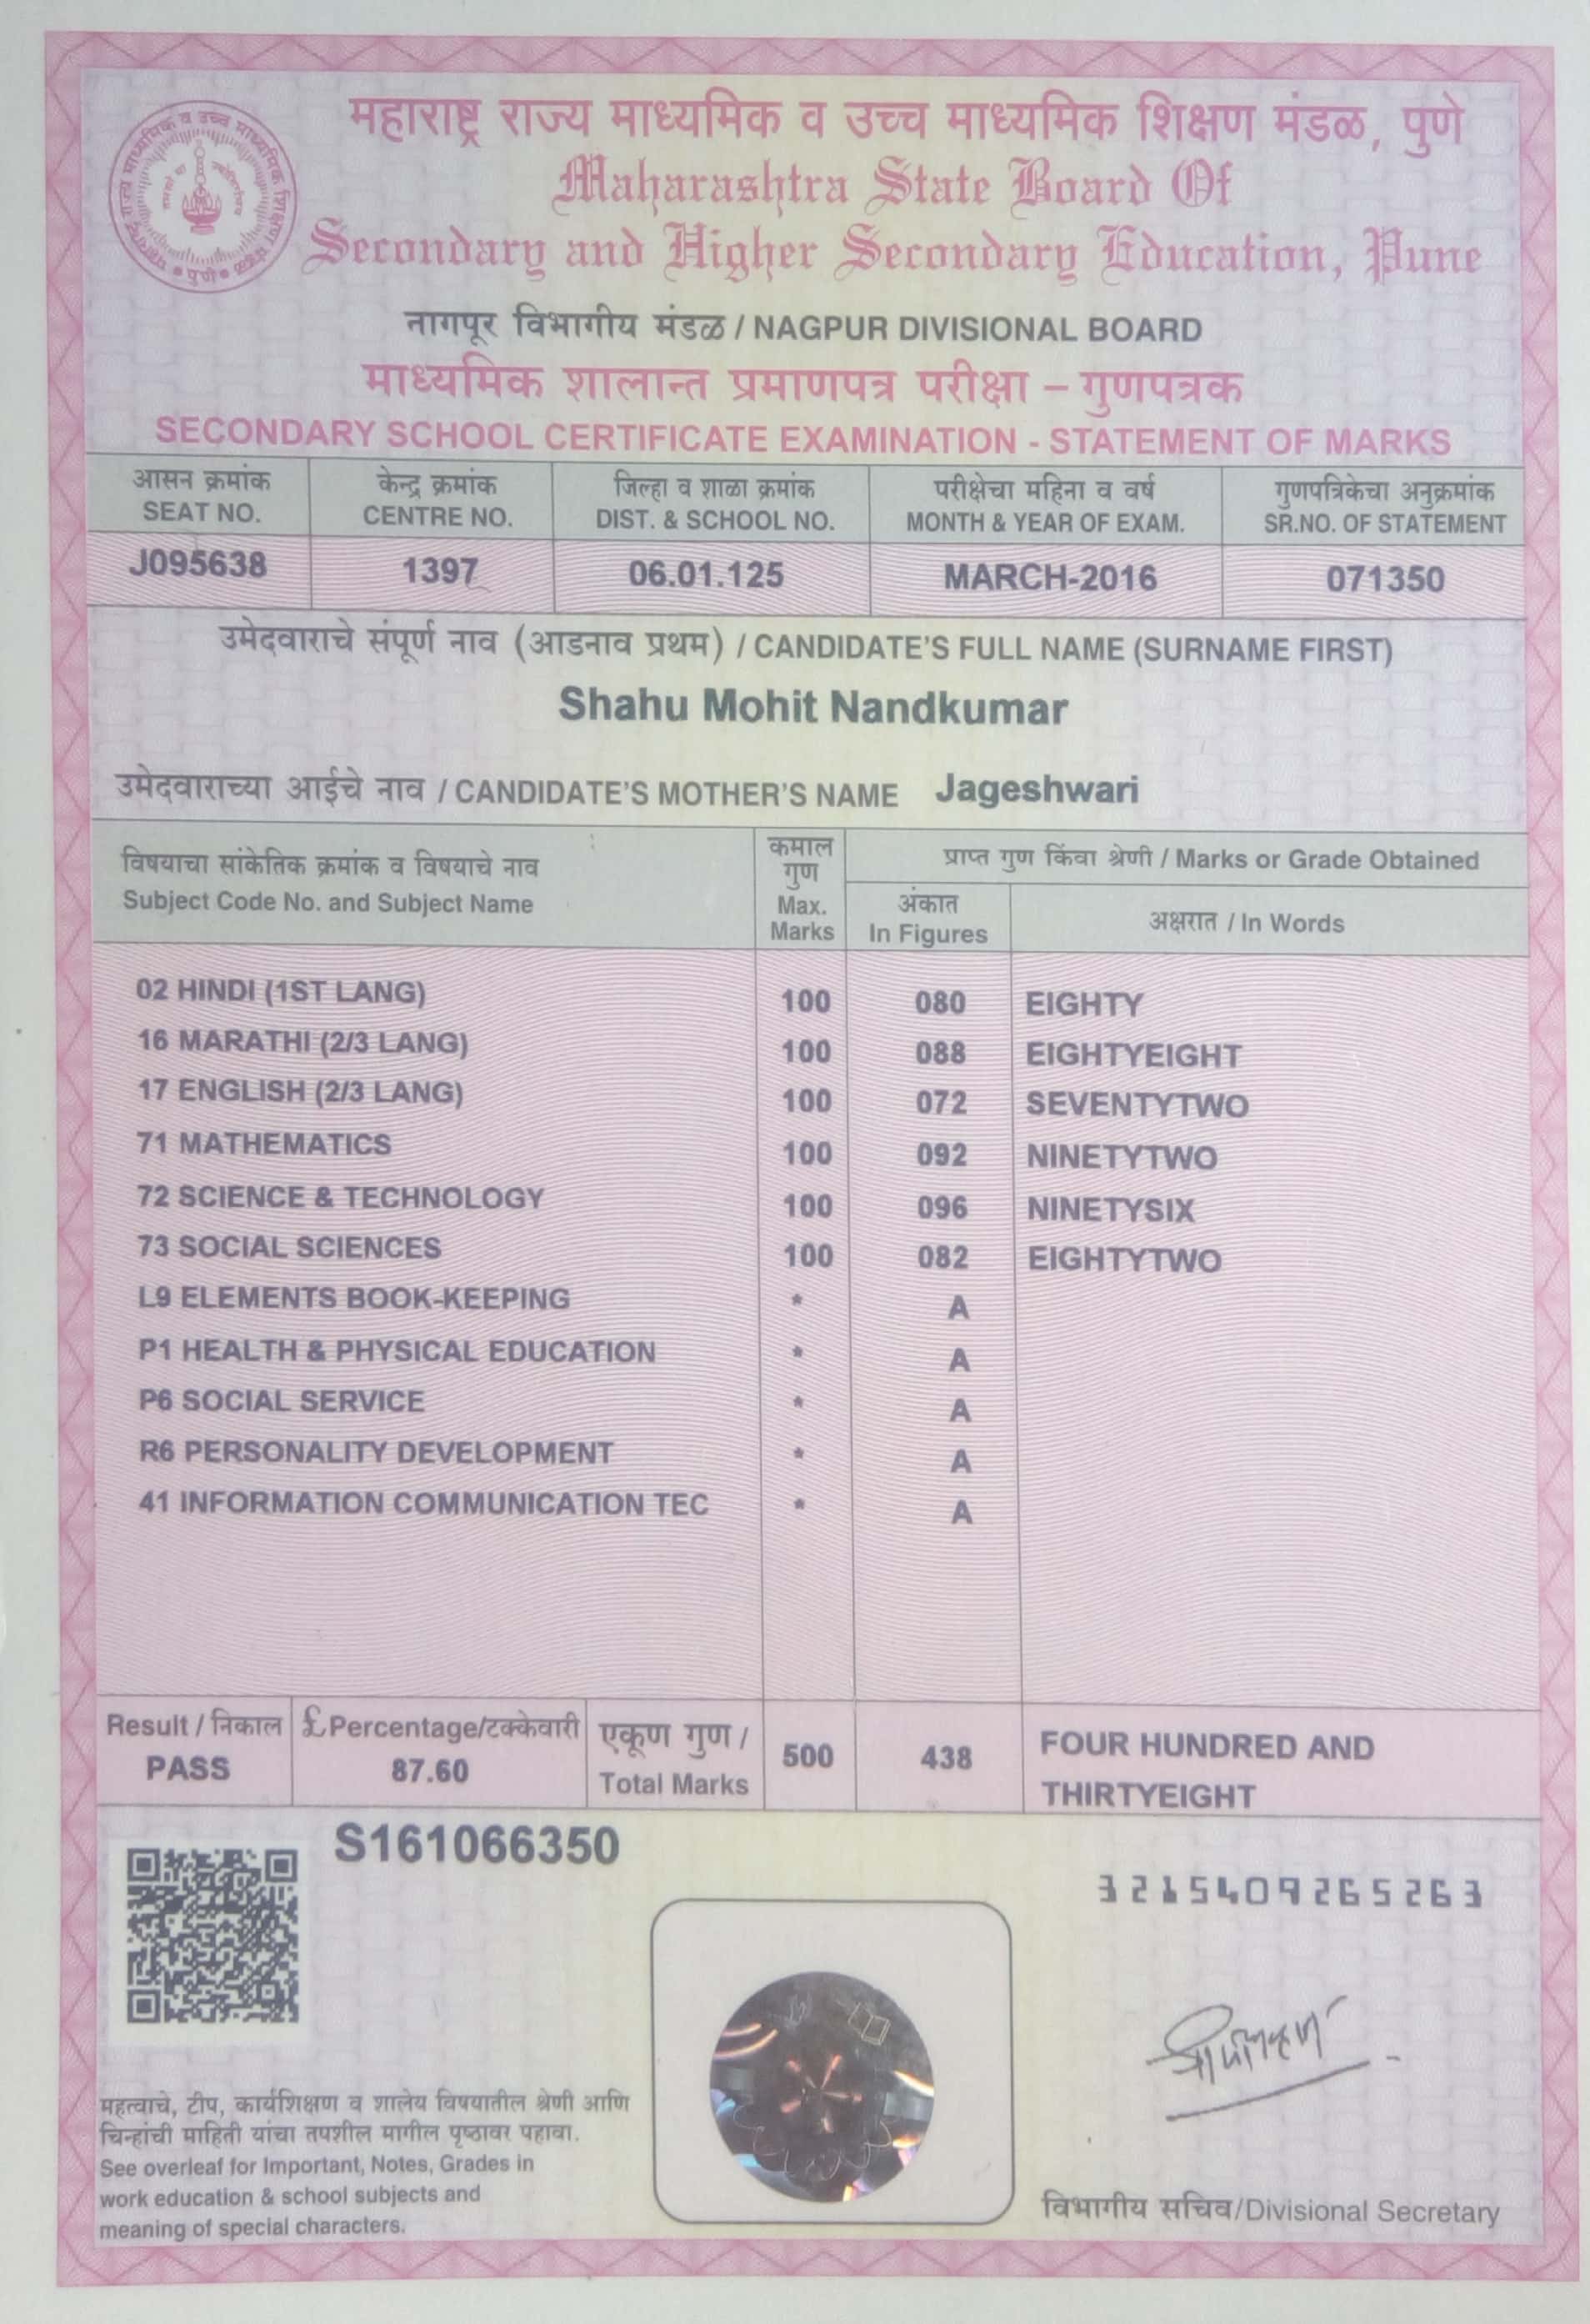 महाराष्ट्र राज्य माध्यमिक व उच्च माध्यमिक शिक्षण मंडळ, पुणे
Maharashtra State Board Of
Secondary and Higher Secondary Education, Pune
नागपूर विभागीय मंडळ / NAGPUR DIVISIONAL BOARD
माध्यमिक शालान्त प्रमाणपत्र परीक्षा – गुणपत्रक
SECONDARY SCHOOL CERTIFICATE EXAMINATION - STATEMENT OF MARKS
आसन क्रमांक केन्द्र क्रमांक जिल्हा व शाळा क्रमांक परीक्षेचा महिना व वर्ष गुणपत्रिकेचा अनुक्रमांक
SEAT NO. CENTRE NO. DIST. & SCHOOL NO. MONTH & YEAR OF EXAM. SR.NO. OF STATEMENT
J095638 1397 06.01.125 MARCH-2016 071350
उमेदवाराचे संपूर्ण नाव (आडनाव प्रथम) / CANDIDATE'S FULL NAME (SURNAME FIRST)
Shahu Mohit Nandkumar
उमेदवाराच्या आईचे नाव / CANDIDATE'S MOTHER'S NAME Jageshwari
विषयाचा सांकेतिक क्रमांक व विषयाचे नाव
Subject Code No. and Subject Name
कमाल
गुण
Max.
Marks
प्राप्त गुण किंवा श्रेणी / Marks or Grade Obtained
अंकात
In Figures
अक्षरात / In Words
02 HINDI (1ST LANG) 100 080 EIGHTY
16 MARATHI (2/3 LANG) 100 088 EIGHTYEIGHT
17 ENGLISH (2/3 LANG) 100 072 SEVENTYTWO
71 MATHEMATICS 100 092 NINETYTWO
72 SCIENCE & TECHNOLOGY 100 096 NINETYSIX
73 SOCIAL SCIENCES 100 082 EIGHTYTWO
L9 ELEMENTS BOOK-KEEPING * A
P1 HEALTH & PHYSICAL EDUCATION * A
P6 SOCIAL SERVICE * A
R6 PERSONALITY DEVELOPMENT * A
41 INFORMATION COMMUNICATION TEC * A
Result / निकाल £ Percentage/टक्केवारी एकूण गुण /
PASS 87.60 Total Marks 500 438 FOUR HUNDRED AND
THIRTYEIGHT
S161066350
3215409265263
महत्वाचे, टीप, कार्यशिक्षण व शालेय विषयातील श्रेणी आणि
चिन्हांची माहिती यांचा तपशील मागील पृष्ठावर पहावा.
See overleaf for Important, Notes, Grades in
work education & school subjects and
meaning of special characters.
विभागीय सचिव/Divisional Secretary